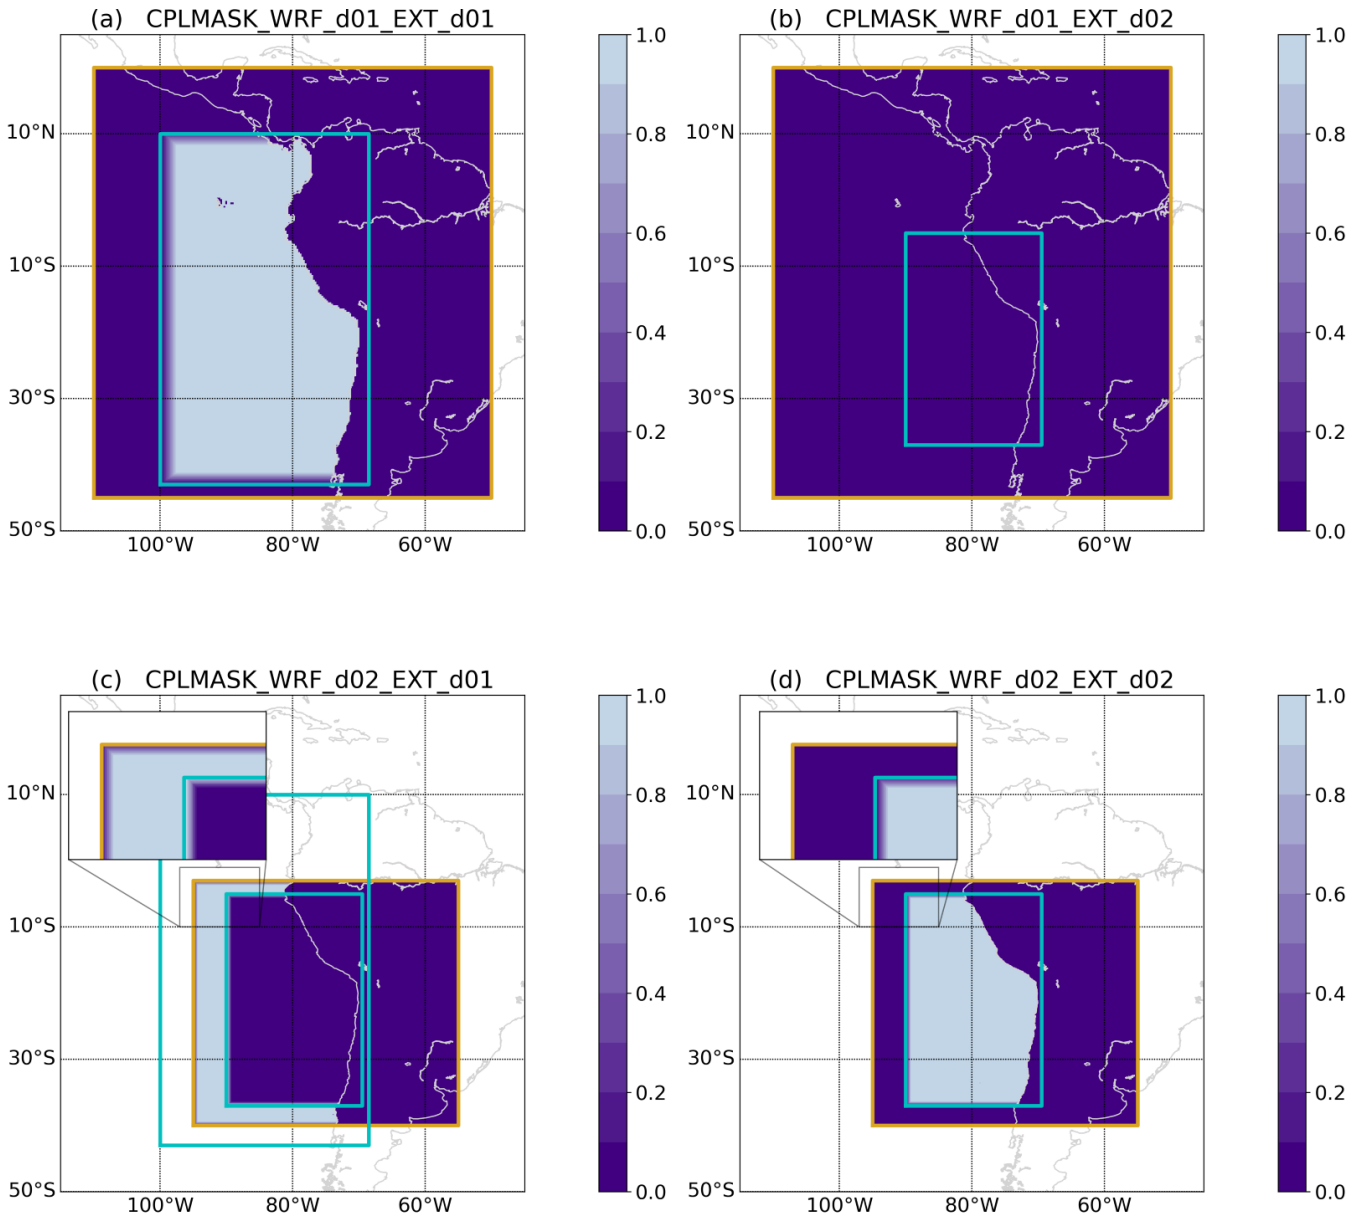 (a) CPLMASK_WRF_d01_EXT_d01
(b) CPLMASK_WRF_d01_EXT_d02
10°N
10°S
30°S
50°S
100°W 80°W 60°W
1.0
0.8
0.6
0.4
0.2
0.0
10°N
10°S
30°S
50°S
100°W 80°W 60°W
1.0
0.8
0.6
0.4
0.2
0.0
(c) CPLMASK_WRF_d02_EXT_d01
(d) CPLMASK_WRF_d02_EXT_d02
10°N
10°S
30°S
50°S
100°W 80°W 60°W
1.0
0.8
0.6
0.4
0.2
0.0
10°N
10°S
30°S
50°S
100°W 80°W 60°W
1.0
0.8
0.6
0.4
0.2
0.0